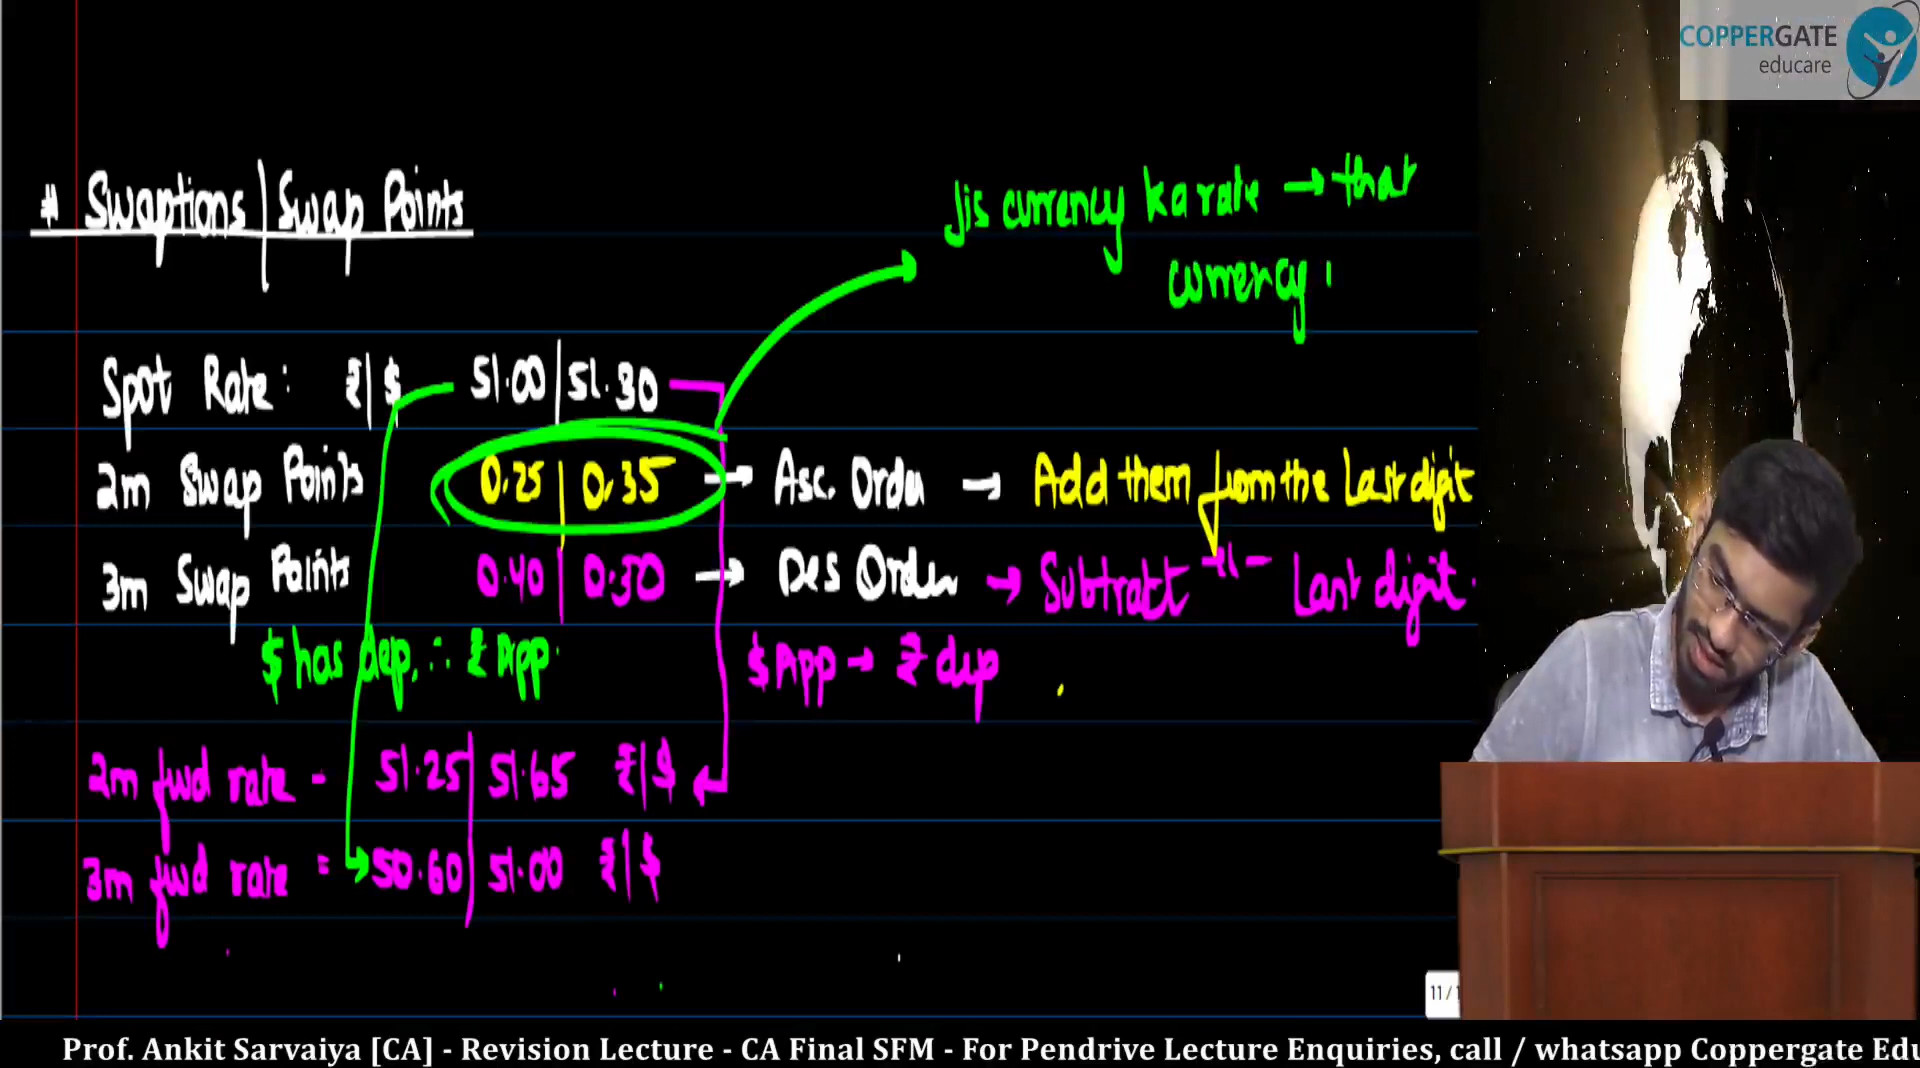 COPPERGATE
educare
# Swaptions | Swap Points
Jis currency ka rate → that
currency
Spot Rate: ₹|$ 51.00 | 51.30
2m Swap Points 0.25 | 0.35 → Asc. Order → Add them from the Last digit
3m Swap Points 0.40 | 0.30 → Des Order → Subtract -"- Last digit.
$ has dep. ∴ ₹ App. $ App → ₹ dep
2m fwd rate - 51.25 | 51.65 ₹|$
3m fwd rate = 50.60 | 51.00 ₹|$
11/1
Prof. Ankit Sarvaiya [CA] - Revision Lecture - CA Final SFM - For Pendrive Lecture Enquiries, call / whatsapp Coppergate Edu